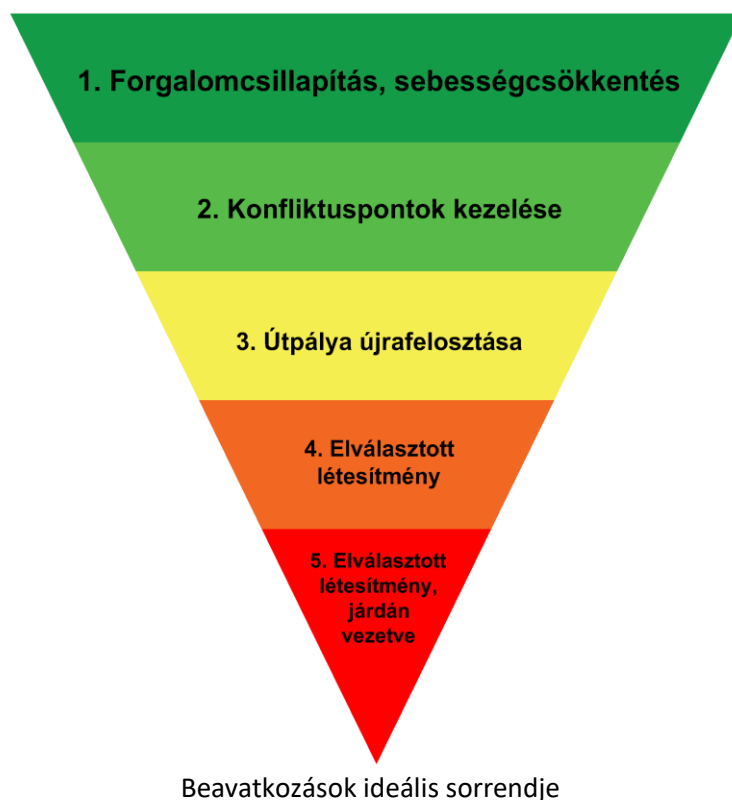 1. Forgalomcsillapítás, sebességcsökkentés
2. Konfliktuspontok kezelése
3. Útpálya újrafelosztása
4. Elválasztott
létesítmény
5. Elválasztott
létesítmény,
járdán
vezetve
Beavatkozások ideális sorrendje